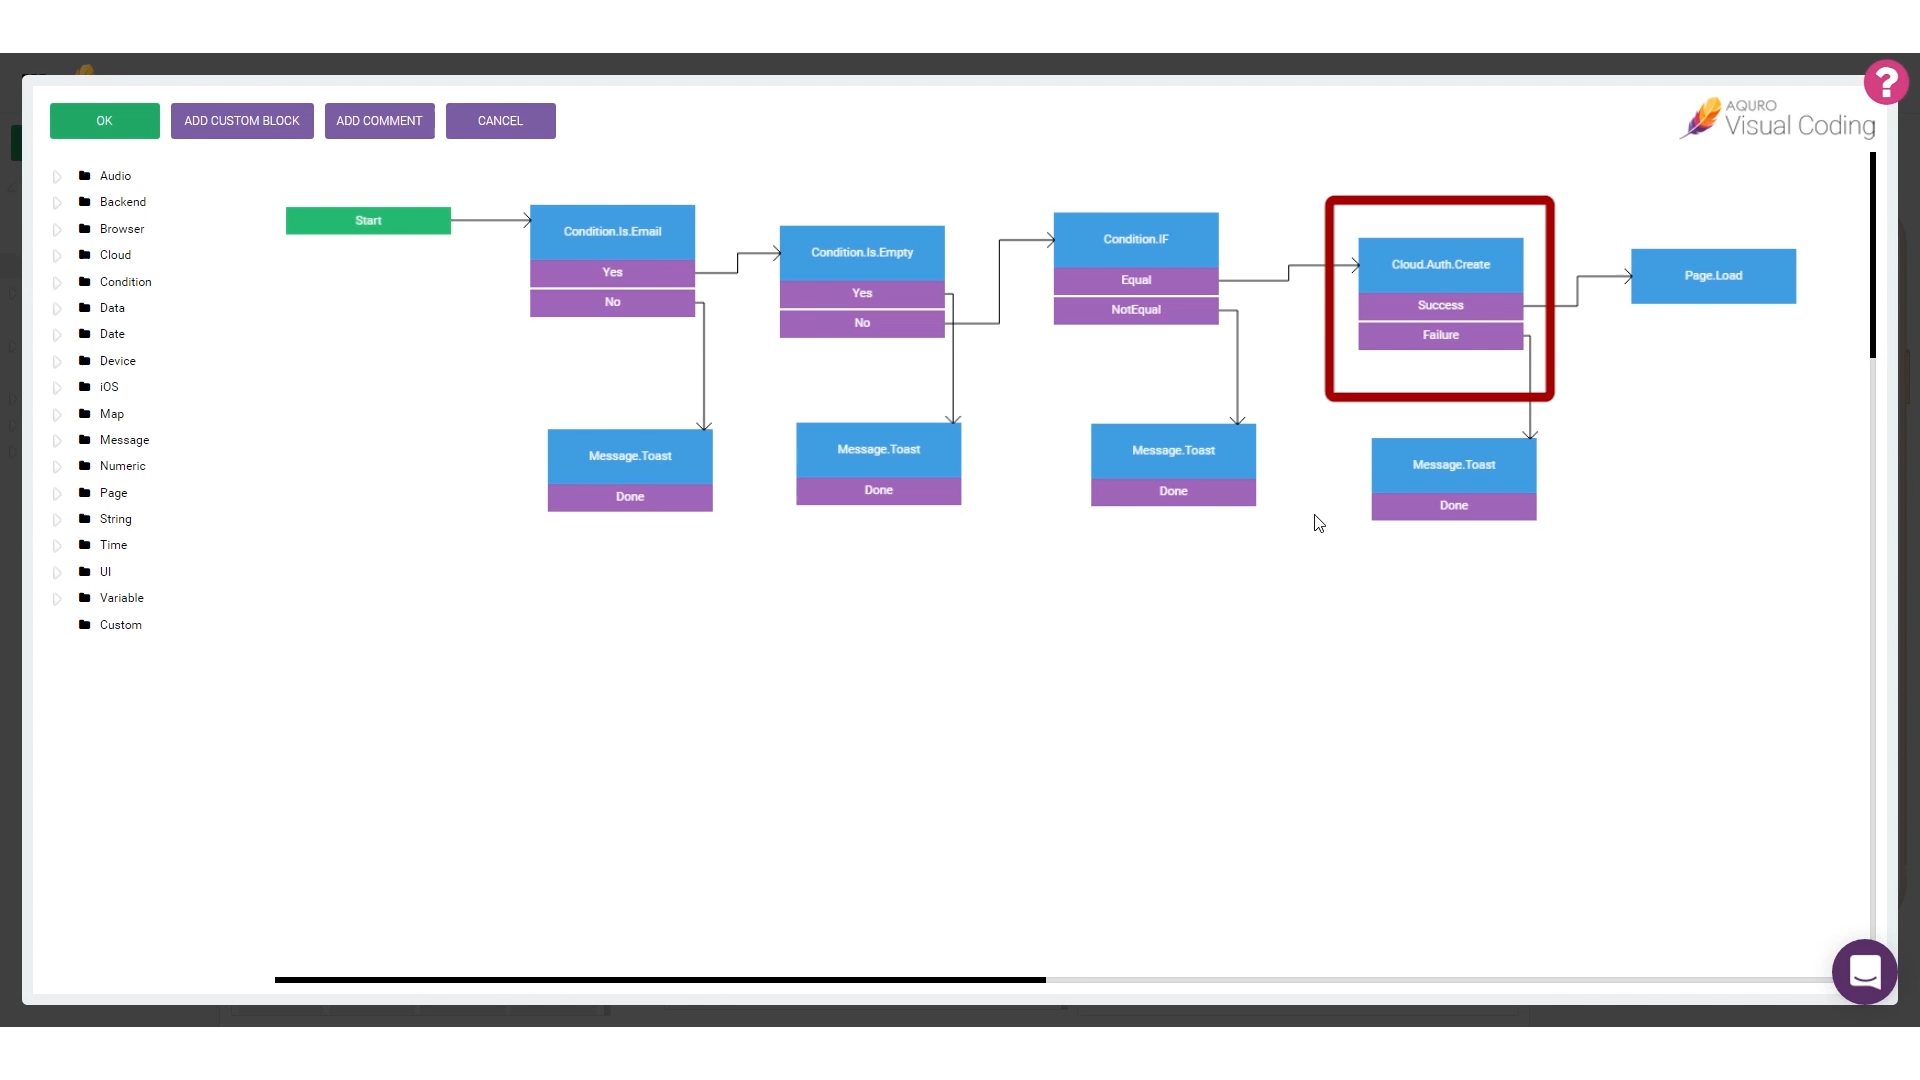 OK
ADD CUSTOM BLOCK
ADD COMMENT
CANCEL
?
AQURO
Visual Coding
Audio
Backend
Browser
Cloud
Condition
Data
Date
Device
iOS
Map
Message
Numeric
Page
String
Time
UI
Variable
Custom
Start
Condition.Is.Email
Yes
No
Condition.Is.Empty
Yes
No
Condition.IF
Equal
NotEqual
Cloud.Auth.Create
Success
Failure
Page.Load
Message.Toast
Done
Message.Toast
Done
Message.Toast
Done
Message.Toast
Done